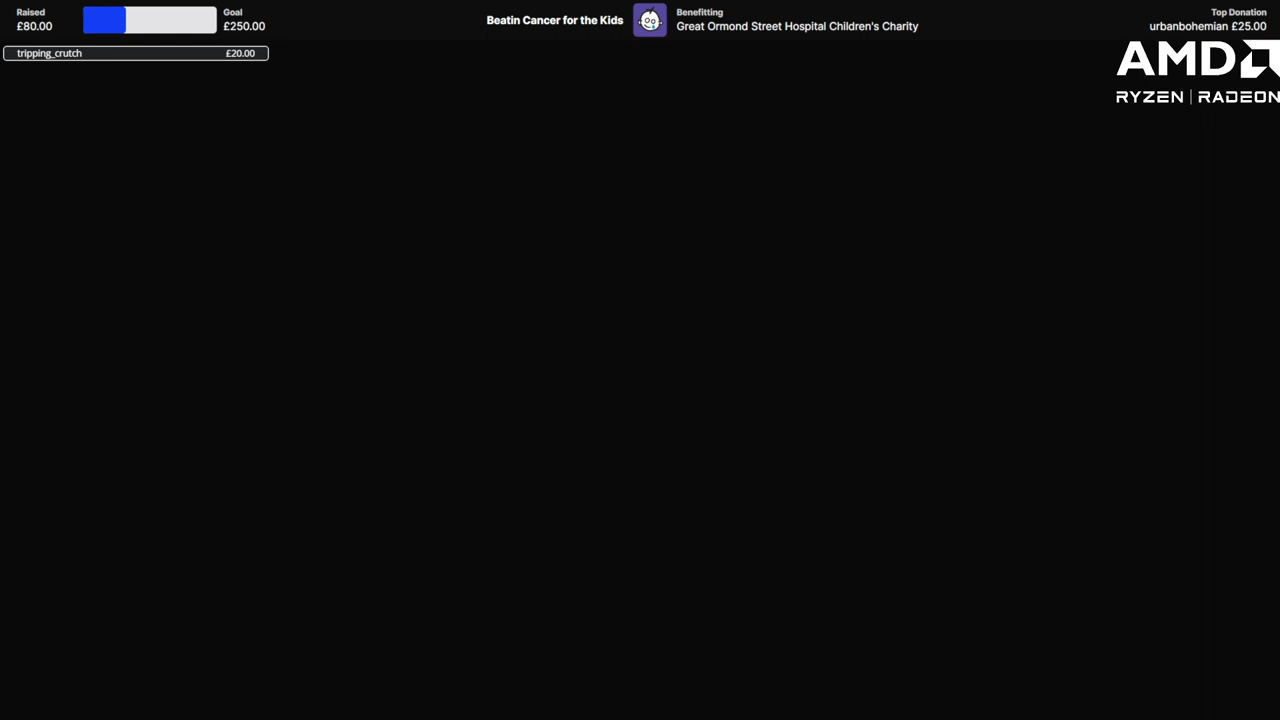 Raised
£80.00
Goal
£250.00
Beatin Cancer for the Kids
Benefitting
Great Ormond Street Hospital Children's Charity
Top Donation
urbanbohemian £25.00
tripping_crutch £20.00
AMD
RYZEN | RADEON